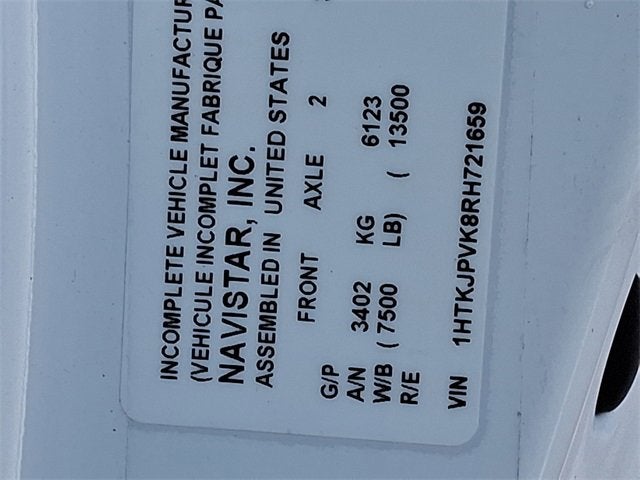 INCOMPLETE VEHICLE MANUFACTUR
(VEHICULE INCOMPLET FABRIQUE PA
NAVISTAR, INC.
ASSEMBLED IN UNITED STATES
FRONT AXLE 2
G/P
A/N 3402 KG 6123
W/B ( 7500 LB) ( 13500
R/E
VIN 1HTKJPVK8RH721659